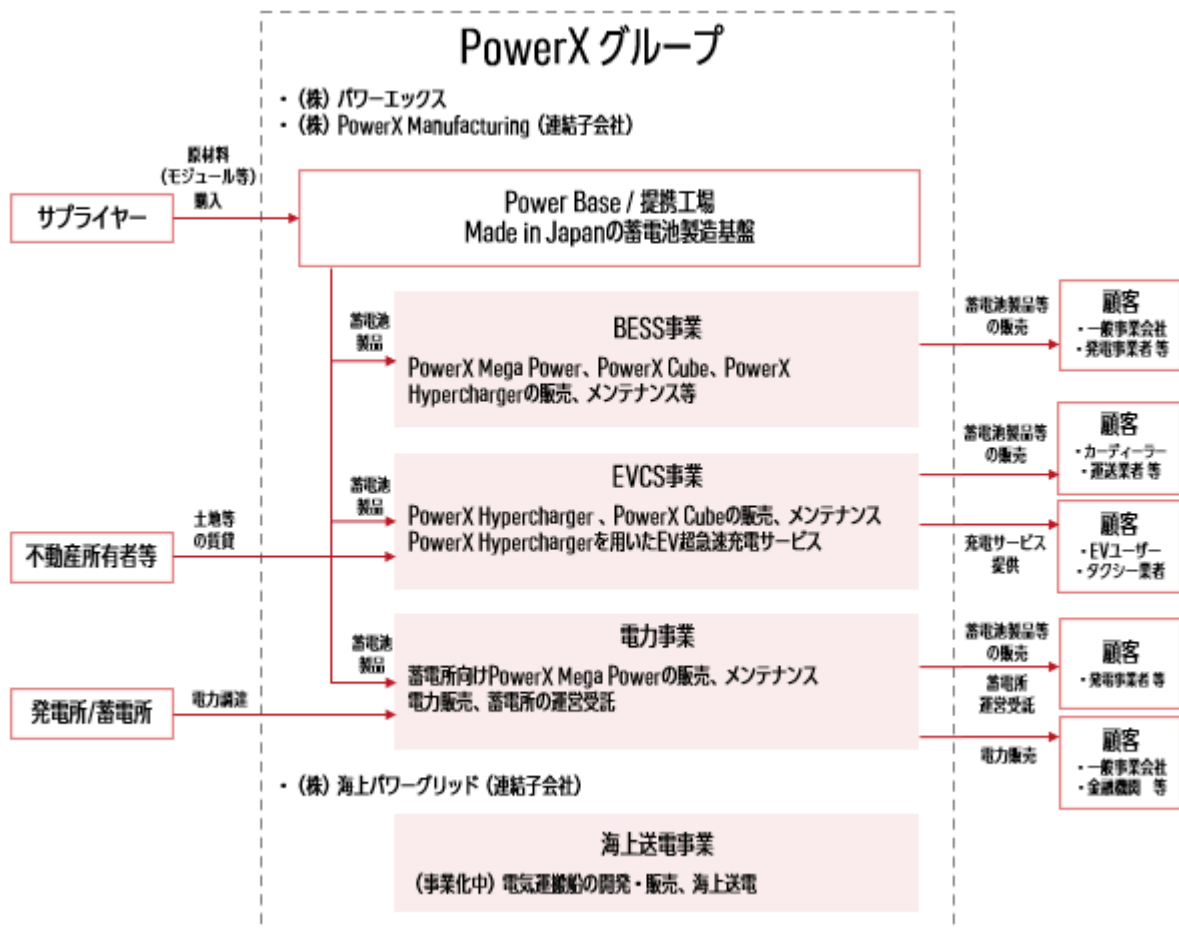 PowerX グループ
・（株）パワーエックス
・（株）PowerX Manufacturing（連結子会社）
原材料
（モジュール等）
購入
サプライヤー
Power Base / 提携工場
Made in Japanの蓄電池製造基盤
蓄電池
製品
BESS事業
PowerX Mega Power、PowerX Cube、PowerX
Hyperchargerの販売、メンテナンス等
蓄電池製品等
の販売
顧客
・一般事業会社
・発電事業者 等
蓄電池
製品
EVCS事業
PowerX Hypercharger 、PowerX Cubeの販売、メンテナンス
PowerX Hyperchargerを用いたEV超急速充電サービス
土地等
の賃貸
不動産所有者等
蓄電池製品等
の販売
顧客
・カーディーラー
・運送業者 等
充電サービス
提供
顧客
・EVユーザー
・タクシー業者
蓄電池
製品
電力事業
蓄電所向けPowerX Mega Powerの販売、メンテナンス
電力販売、蓄電所の運営受託
発電所/蓄電所
電力調達
蓄電池製品等
の販売
蓄電所
運営受託
顧客
・発電事業者 等
電力販売
顧客
・一般事業会社
・金融機関　等
・（株）海上パワーグリッド（連結子会社）
海上送電事業
（事業化中）電気運搬船の開発・販売、海上送電